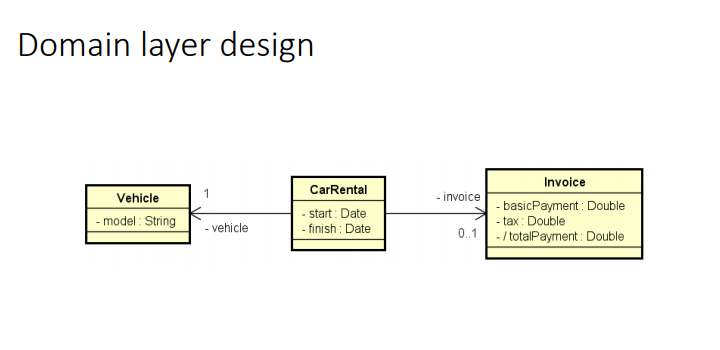 Domain layer design
Vehicle
- model : String
1
- vehicle
CarRental
- start : Date
- finish : Date
- invoice
0..1
Invoice
- basicPayment : Double
- tax : Double
- / totalPayment : Double